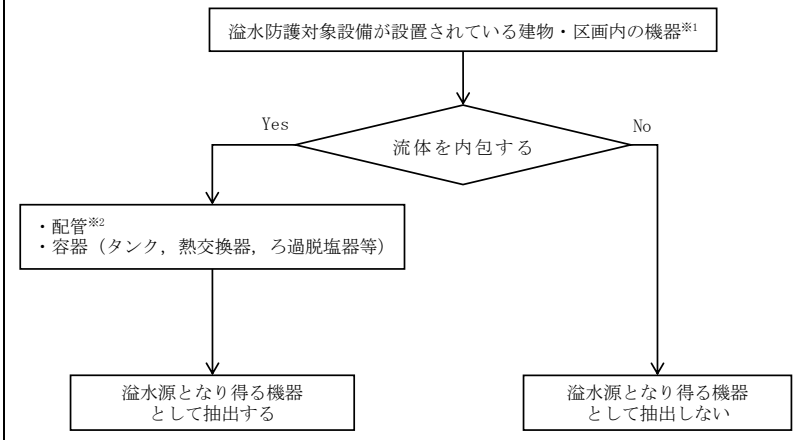 溢水防護対象設備が設置されている建物・区画内の機器※1
流体を内包する
Yes
No
・配管※2
・容器（タンク，熱交換器，ろ過脱塩器等）
溢水源となり得る機器
として抽出する
溢水源となり得る機器
として抽出しない